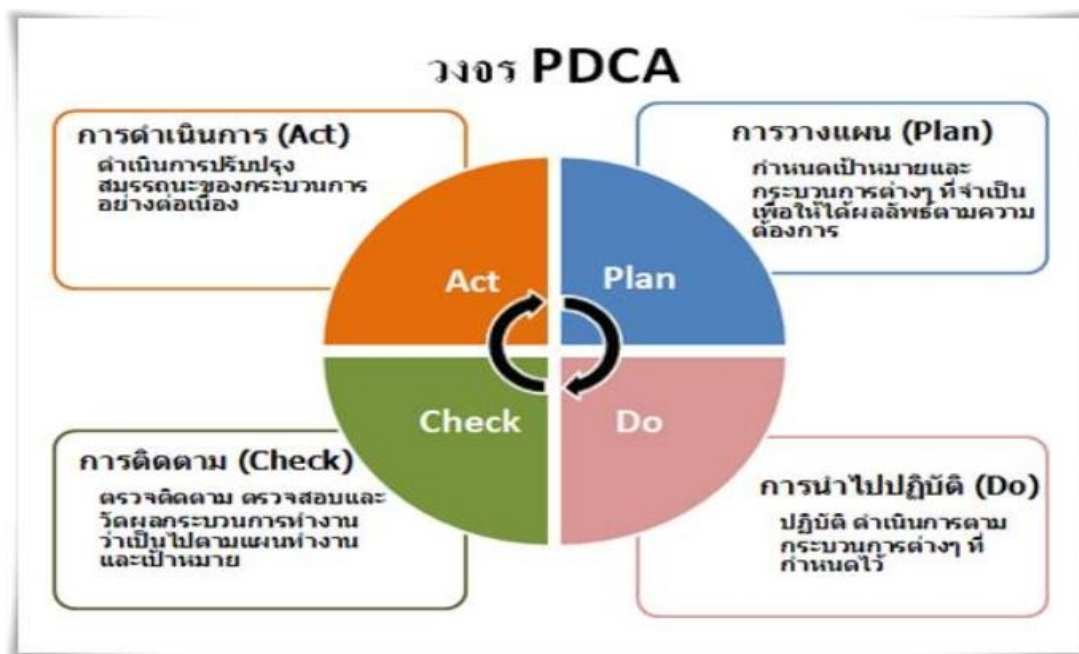 วงจร PDCA
การดำเนินการ (Act)
ดำเนินการปรับปรุง
สมรรถนะของกระบวนการ
อย่างต่อเนื่อง
การวางแผน (Plan)
กำหนดเป้าหมายและ
กระบวนการต่างๆ ที่จำเป็น
เพื่อให้ได้ผลลัพธ์ตามความ
ต้องการ
Act
Plan
Check
Do
การติดตาม (Check)
ตรวจติดตาม ตรวจสอบและ
วัดผลกระบวนการทำงาน
ว่าเป็นไปตามแผนทำงาน
และเป้าหมาย
การนำไปปฏิบัติ (Do)
ปฏิบัติ ดำเนินการตาม
กระบวนการต่างๆ ที่
กำหนดไว้